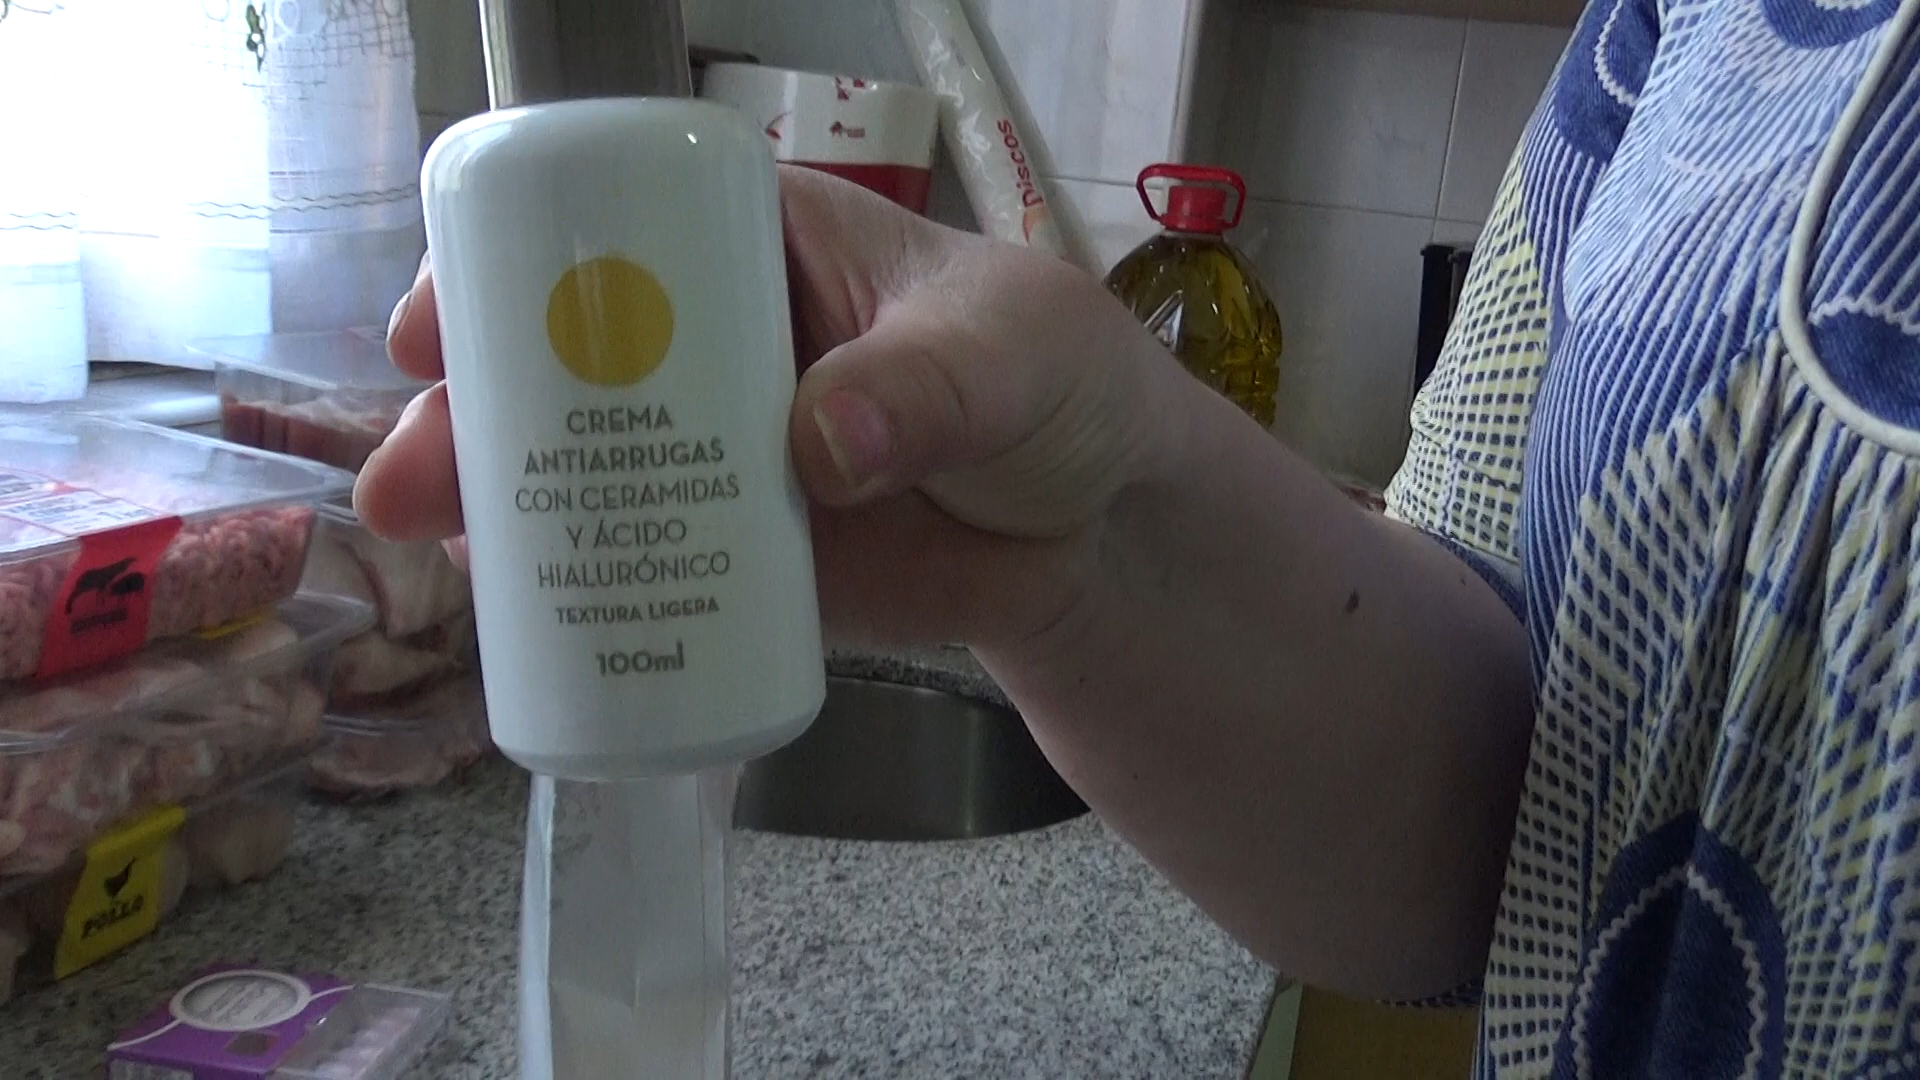 Discos
CREMA
ANTIARRUGAS
CON CERAMIDAS
Y ÁCIDO
HIALURÓNICO
TEXTURA LIGERA
100ml
POLLO